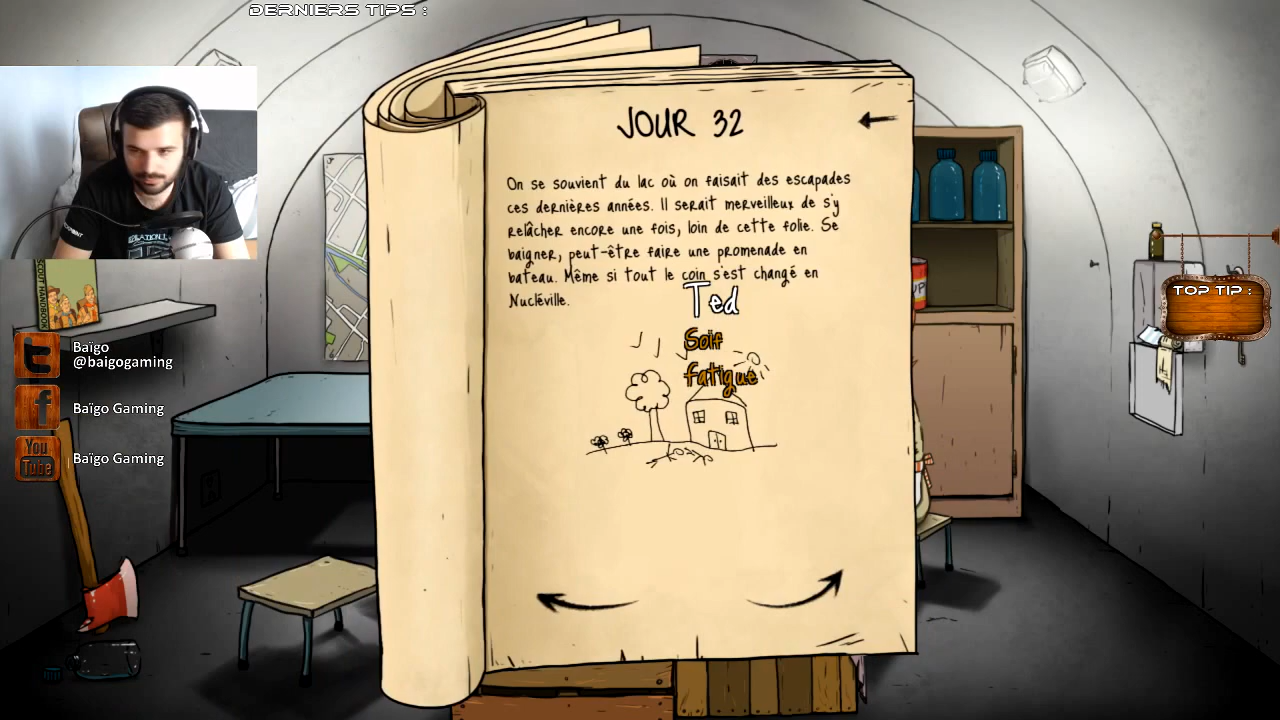 DERNIERS TIPS :
JOUR 32
On se souvient du lac où on faisait des escapades
ces dernières années. Il serait merveilleux de s'y
relâcher encore une fois, loin de cette folie. Se
baigner, peut-être faire une promenade en
bateau. Même si tout le coin s'est changé en
Nucléville.
Ted
Soif
fatigué
TOP TIP :
SCOUT HANDBOOK
Baïgo
@baigogaming
Baïgo Gaming
You
Tube
Baïgo Gaming